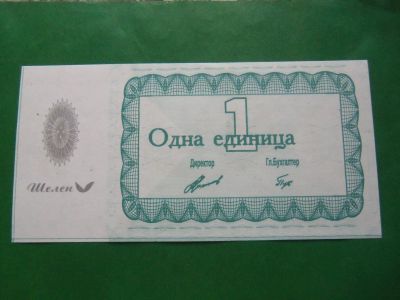 1
Одна единица
Директор Гл.Бухгалтер
Шелен